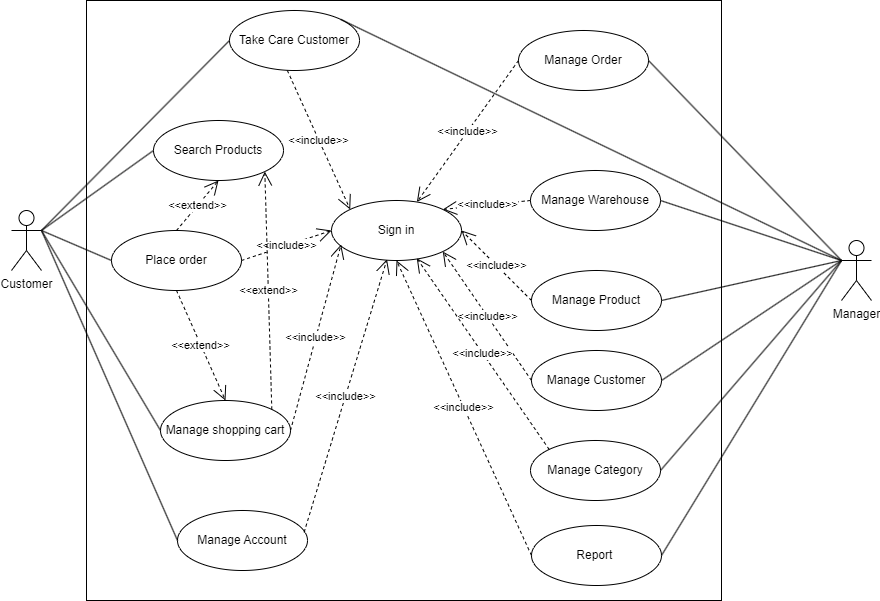 Take Care Customer
Manage Order
<<include>>
<<include>>
Search Products
<<extend>>
Manage Warehouse
<<include>>
Sign in
Customer
Place order
<<include>>
<<include>>
Manager
<<extend>>
Manage Product
<<include>>
<<extend>>
<<include>>
<<include>>
Manage Customer
<<include>>
<<include>>
Manage shopping cart
Manage Category
Manage Account
Report